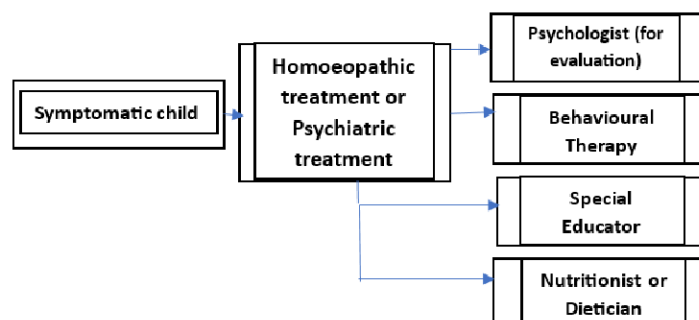 Symptomatic child
Homoeopathic
treatment or
Psychiatric
treatment
Psychologist (for
evaluation)
Behavioural
Therapy
Special
Educator
Nutritionist or
Dietician